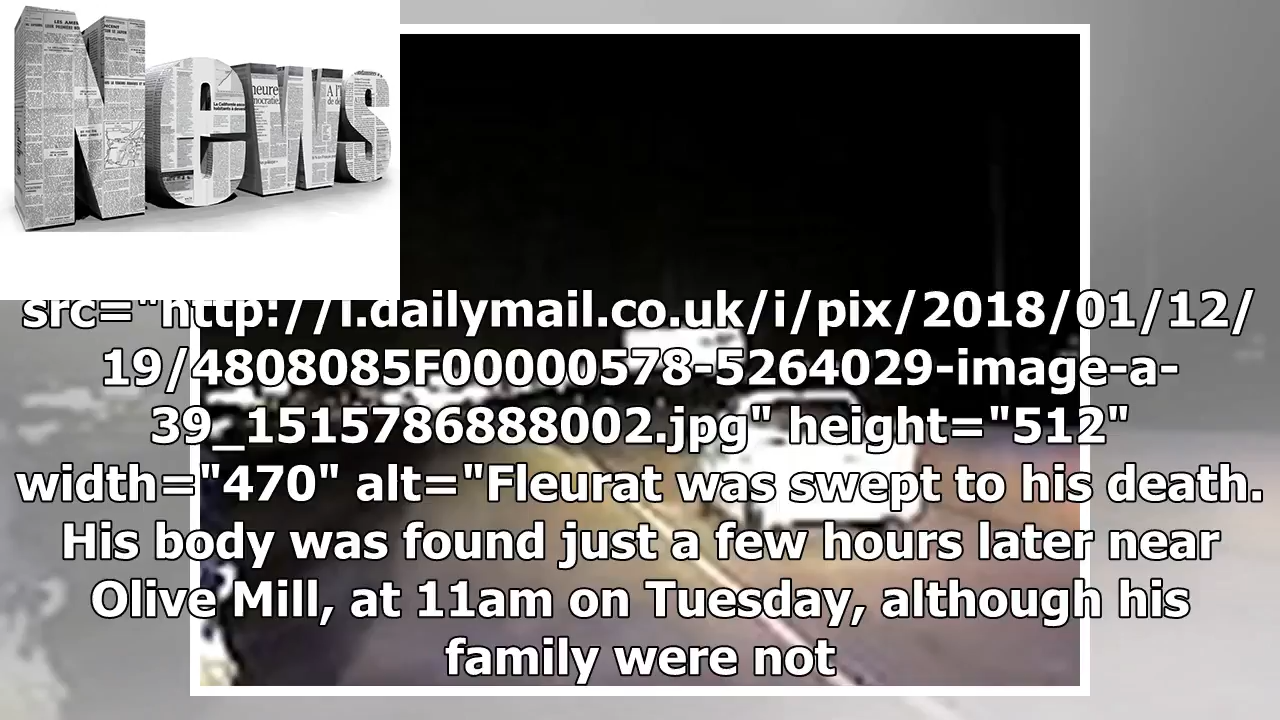 News
src="http://i.dailymail.co.uk/i/pix/2018/01/12/
19/4808085F00000578-5264029-image-a-
39_1515786888002.jpg" height="512"
width="470" alt="Fleurat was swept to his death.
His body was found just a few hours later near
Olive Mill, at 11am on Tuesday, although his
family were not